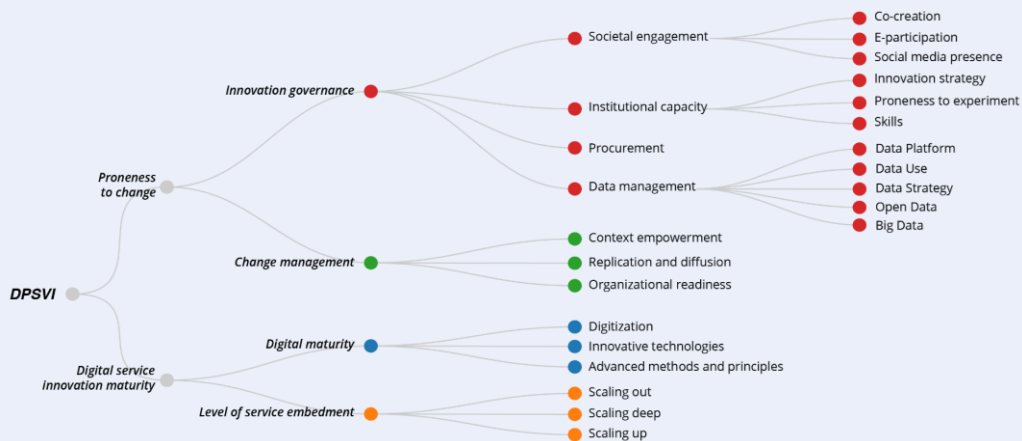 DPSVI
Proneness
to change
Innovation governance
Societal engagement
Co-creation
E-participation
Social media presence
Institutional capacity
Innovation strategy
Proneness to experiment
Skills
Procurement
Data management
Data Platform
Data Use
Data Strategy
Open Data
Big Data
Change management
Context empowerment
Replication and diffusion
Organizational readiness
Digital service
innovation maturity
Digital maturity
Digitization
Innovative technologies
Advanced methods and principles
Level of service embedment
Scaling out
Scaling deep
Scaling up